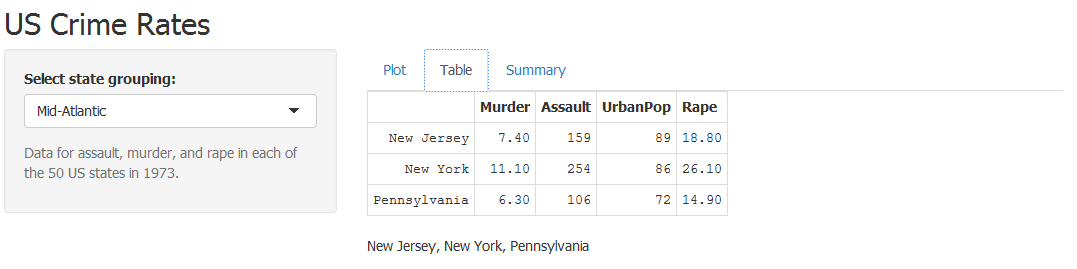 US Crime Rates
Select state grouping:
Mid-Atlantic
Data for assault, murder, and rape in each of
the 50 US states in 1973.
Plot Table Summary
Murder Assault UrbanPop Rape
New Jersey 7.40 159 89 18.80
New York 11.10 254 86 26.10
Pennsylvania 6.30 106 72 14.90
New Jersey, New York, Pennsylvania